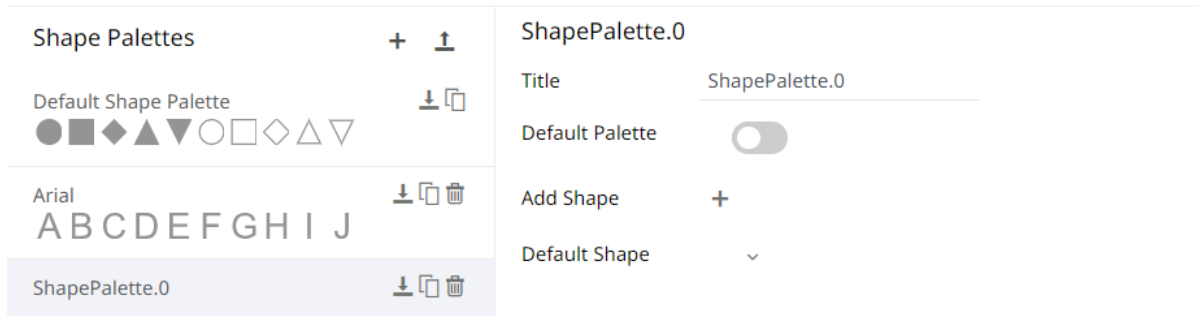 Shape Palettes
Default Shape Palette
Arial
A B C D E F G H I J
ShapePalette.0
ShapePalette.0
Title ShapePalette.0
Default Palette
Add Shape
Default Shape